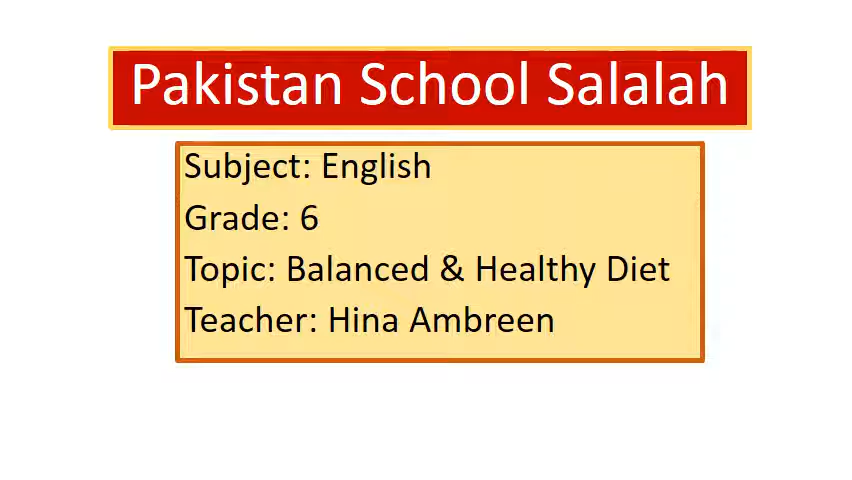 Pakistan School Salalah
Subject: English
Grade: 6
Topic: Balanced & Healthy Diet
Teacher: Hina Ambreen